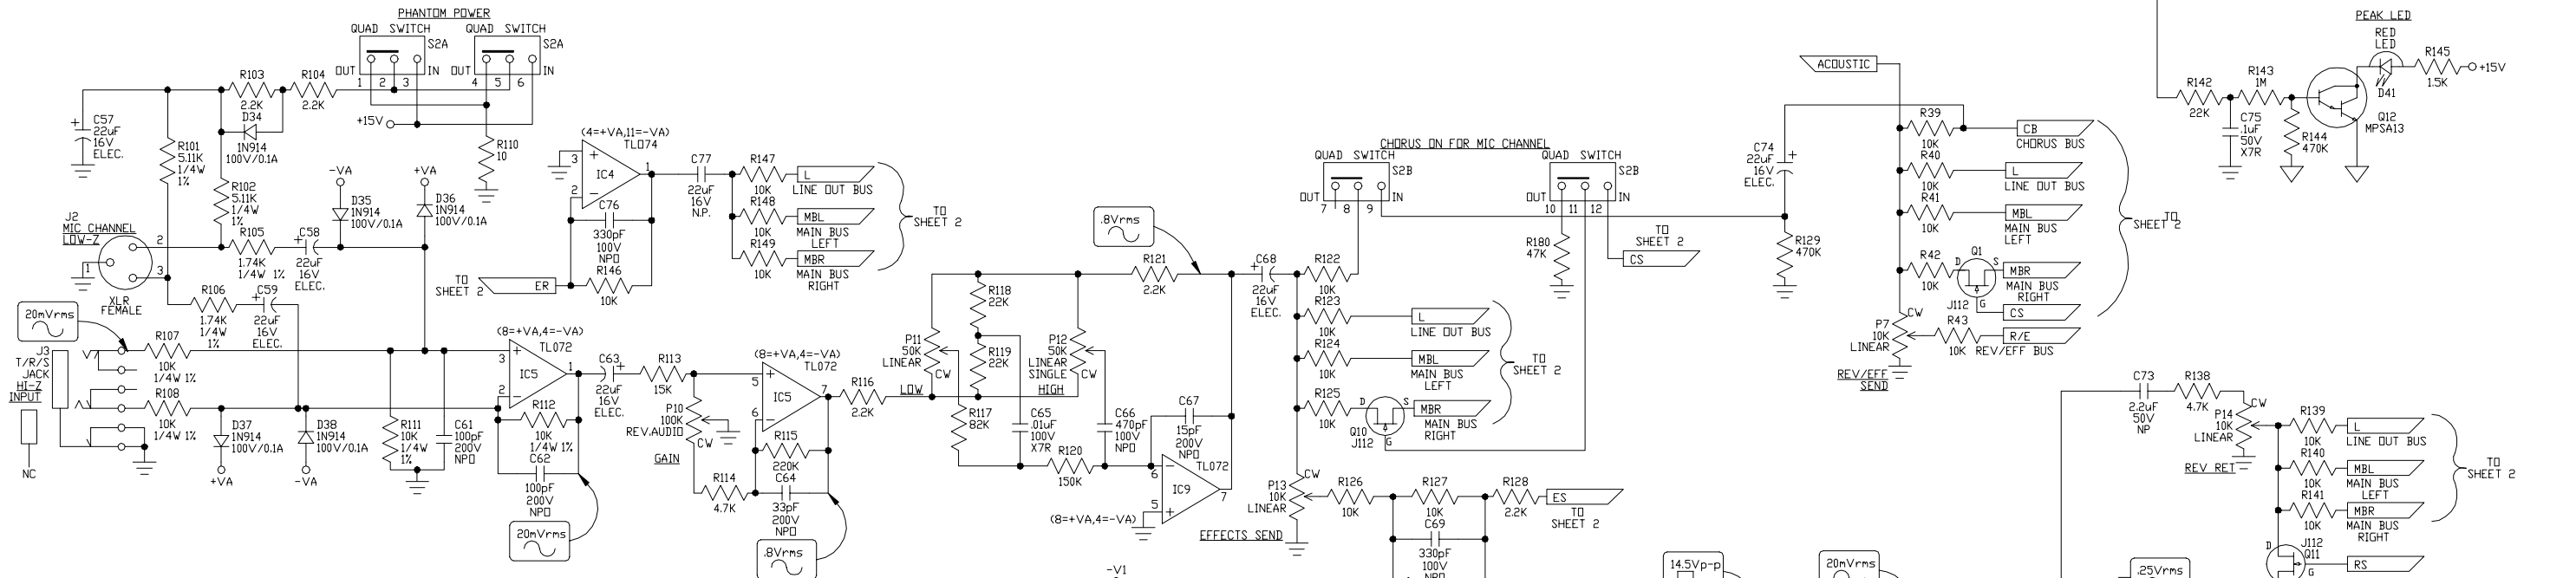 PHANTOM POWER
QUAD SWITCH
S2A
OUT
IN
1 2 3
QUAD SWITCH
S2A
OUT
IN
4 5 6
R103
2.2K
R104
2.2K
D34
1N914
100V/0.1A
+15V
C57
22uF
16V
ELEC.
R101
5.11K
1/4W
1%
R102
5.11K
1/4W
1%
R110
10
-VA
D35
1N914
100V/0.1A
+VA
D36
1N914
100V/0.1A
J2
MIC CHANNEL
LOW-Z
2
1
3
XLR
FEMALE
R105
1.74K
1/4W 1%
C58
22uF
16V
ELEC.
R106
1.74K
1/4W
1%
C59
22uF
16V
ELEC.
20mVrms
J3
T/R/S
JACK
HI-Z
INPUT
NC
R107
10K
1/4W 1%
R108
10K
1/4W 1%
D37
1N914
100V/0.1A
+VA
D38
1N914
100V/0.1A
-VA
R111
10K
1/4W
1%
C61
100pF
200V
NPO
(8=+VA,4=-VA)
TL072
3
2
1
IC5
R112
10K
1/4W 1%
C62
100pF
200V
NPO
20mVrms
C63
22uF
16V
ELEC.
R113
15K
P10
100K
REV.AUDIO
CW
GAIN
R114
4.7K
(8=+VA,4=-VA)
TL072
5
6
7
IC5
R115
220K
C64
33pF
200V
NPO
.8Vrms
R116
2.2K
(4=+VA,11=-VA)
TL074
3
2
1
IC4
C76
330pF
100V
NPO
R146
10K
TO
SHEET 2
ER
C77
22uF
16V
N.P.
R147
10K
L
LINE OUT BUS
R148
10K
MBL
MAIN BUS
LEFT
R149
10K
MBR
MAIN BUS
RIGHT
TO
SHEET 2
P11
50K
LINEAR
CW
LOW
R118
22K
R119
22K
P12
50K
LINEAR
SINGLE
CW
HIGH
R117
82K
C65
.01uF
100V
X7R
R120
150K
C66
470pF
100V
NPO
C67
15pF
200V
NPO
TL072
6
5
7
IC9
(8=+VA,4=-VA)
R121
2.2K
.8Vrms
C68
22uF
16V
ELEC.
-V1
CHORUS ON FOR MIC CHANNEL
QUAD SWITCH
S2B
OUT
IN
7 8 9
QUAD SWITCH
S2B
OUT
IN
10 11 12
R122
10K
R123
10K
L
LINE OUT BUS
R124
10K
MBL
MAIN BUS
LEFT
R125
10K
D
S
G
Q10
J112
MBR
MAIN BUS
RIGHT
TO
SHEET 2
R180
47K
TO
SHEET 2
CS
P13
10K
LINEAR
CW
EFFECTS SEND
R126
10K
R127
10K
C69
330pF
100V
NPO
R128
2.2K
ES
TO
SHEET 2
C74
22uF
16V
ELEC.
R129
470K
ACOUSTIC
R39
10K
CB
CHORUS BUS
R40
10K
L
LINE OUT BUS
R41
10K
MBL
MAIN BUS
LEFT
R42
10K
Q1
D
S
G
J112
MBR
MAIN BUS
RIGHT
CS
TO
SHEET 2
P7
10K
LINEAR
CW
REV/EFF
SEND
R43
10K
R/E
REV/EFF BUS
PEAK LED
RED
LED
D41
R145
1.5K
+15V
R142
22K
R143
1M
C75
.1uF
50V
X7R
R144
470K
Q12
MPSA13
C73
2.2uF
50V
NP
R138
4.7K
P14
10K
LINEAR
CW
REV RET
R139
10K
L
LINE OUT BUS
R140
10K
MBL
MAIN BUS
LEFT
R141
10K
MBR
MAIN BUS
RIGHT
TO
SHEET 2
D
J112
Q11
G
RS
14.5Vp-p
20mVrms
.25Vrms